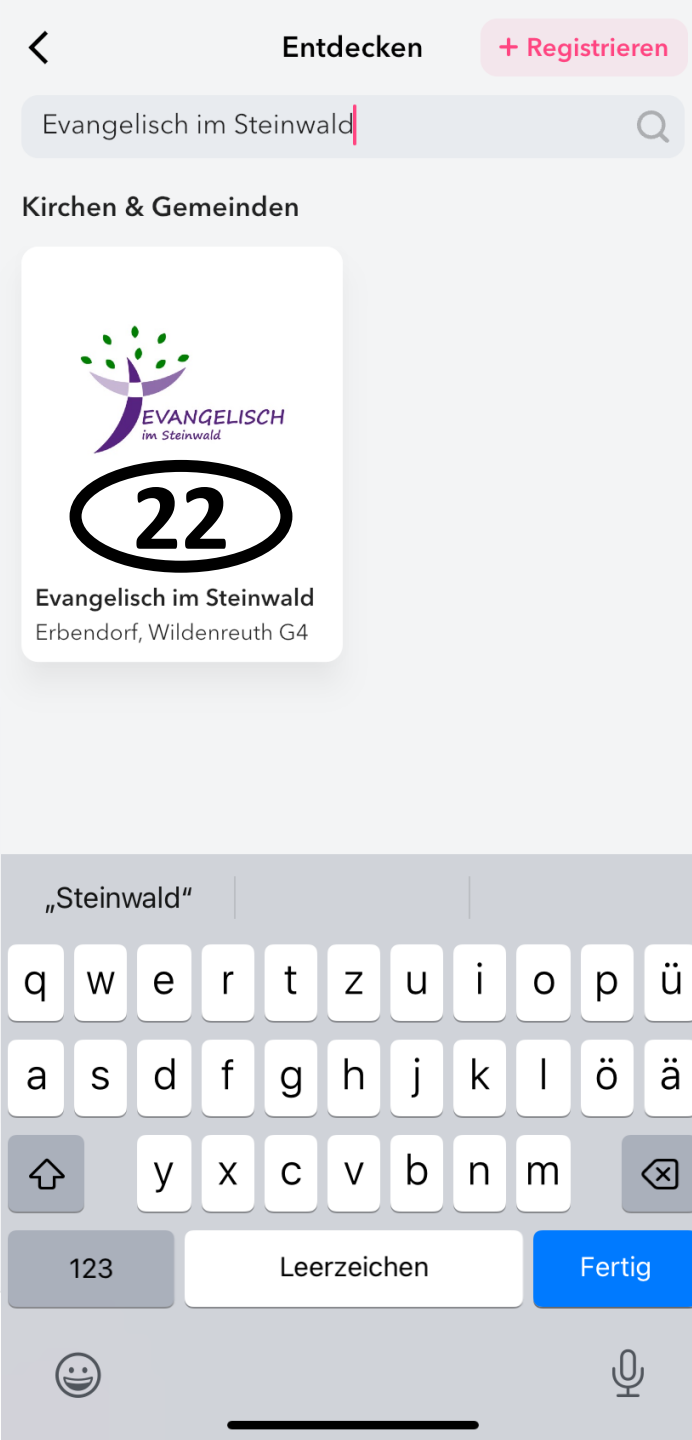 Entdecken
+ Registrieren
Evangelisch im Steinwald
Kirchen & Gemeinden
EVANGELISCH
im Steinwald
22
Evangelisch im Steinwald
Erbendorf, Wildenreuth G4
„Steinwald“
q w e r t z u i o p ü
a s d f g h j k l ö ä
y x c v b n m
123 Leerzeichen Fertig